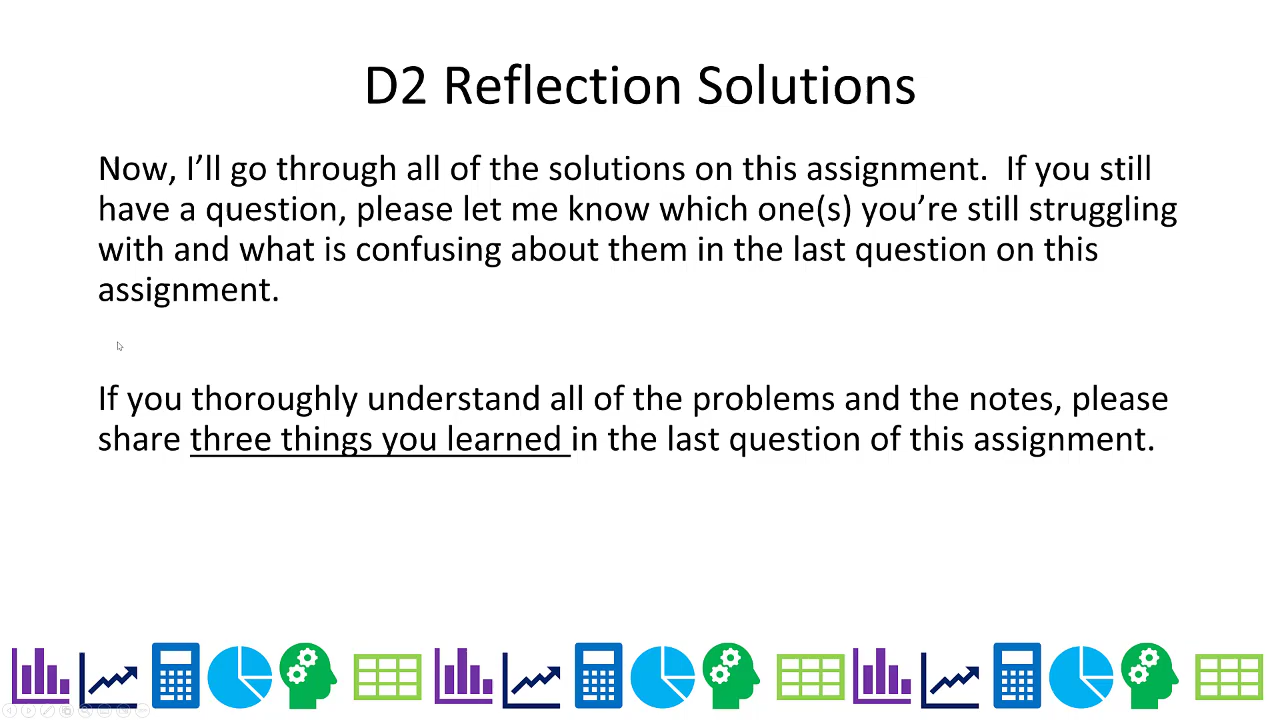 D2 Reflection Solutions
Now, I’ll go through all of the solutions on this assignment.  If you still
have a question, please let me know which one(s) you’re still struggling
with and what is confusing about them in the last question on this
assignment.
If you thoroughly understand all of the problems and the notes, please
share three things you learned in the last question of this assignment.